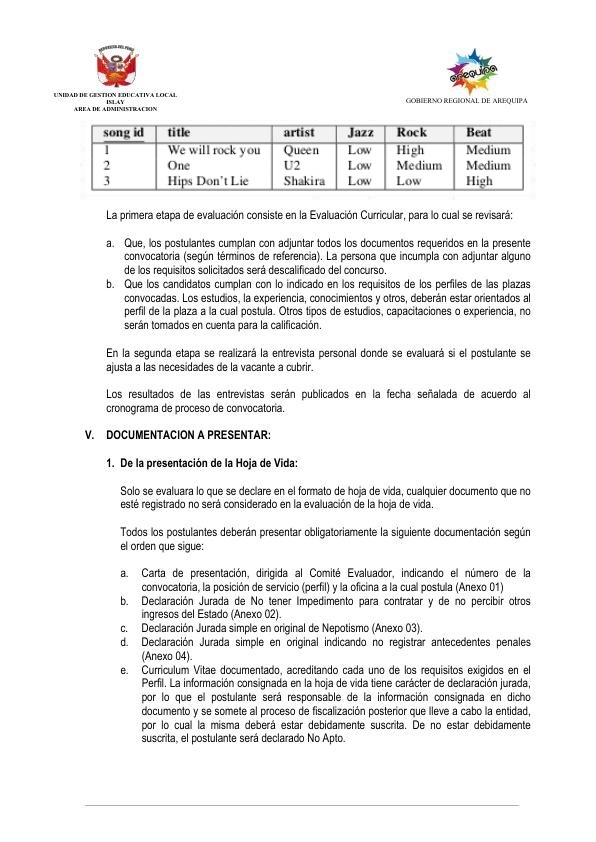 REPUBLICA DEL PERU
UNIDAD DE GESTION EDUCATIVA LOCAL
ISLAY
AREA DE ADMINISTRACION
arequipa
GOBIERNO REGIONAL DE AREQUIPA
song id title artist Jazz Rock Beat
1 We will rock you Queen Low High Medium
2 One U2 Low Medium Medium
3 Hips Don't Lie Shakira Low Low High
La primera etapa de evaluación consiste en la Evaluación Curricular, para lo cual se revisará:
a. Que, los postulantes cumplan con adjuntar todos los documentos requeridos en la presente
convocatoria (según términos de referencia). La persona que incumpla con adjuntar alguno
de los requisitos solicitados será descalificado del concurso.
b. Que los candidatos cumplan con lo indicado en los requisitos de los perfiles de las plazas
convocadas. Los estudios, la experiencia, conocimientos y otros, deberán estar orientados al
perfil de la plaza a la cual postula. Otros tipos de estudios, capacitaciones o experiencia, no
serán tomados en cuenta para la calificación.
En la segunda etapa se realizará la entrevista personal donde se evaluará si el postulante se
ajusta a las necesidades de la vacante a cubrir.
Los resultados de las entrevistas serán publicados en la fecha señalada de acuerdo al
cronograma de proceso de convocatoria.
V. DOCUMENTACION A PRESENTAR:
1. De la presentación de la Hoja de Vida:
Solo se evaluara lo que se declare en el formato de hoja de vida, cualquier documento que no
esté registrado no será considerado en la evaluación de la hoja de vida.
Todos los postulantes deberán presentar obligatoriamente la siguiente documentación según
el orden que sigue:
a. Carta de presentación, dirigida al Comité Evaluador, indicando el número de la
convocatoria, la posición de servicio (perfil) y la oficina a la cual postula (Anexo 01)
b. Declaración Jurada de No tener Impedimento para contratar y de no percibir otros
ingresos del Estado (Anexo 02).
c. Declaración Jurada simple en original de Nepotismo (Anexo 03).
d. Declaración Jurada simple en original indicando no registrar antecedentes penales
(Anexo 04).
e. Curriculum Vitae documentado, acreditando cada uno de los requisitos exigidos en el
Perfil. La información consignada en la hoja de vida tiene carácter de declaración jurada,
por lo que el postulante será responsable de la información consignada en dicho
documento y se somete al proceso de fiscalización posterior que lleve a cabo la entidad,
por lo cual la misma deberá estar debidamente suscrita. De no estar debidamente
suscrita, el postulante será declarado No Apto.